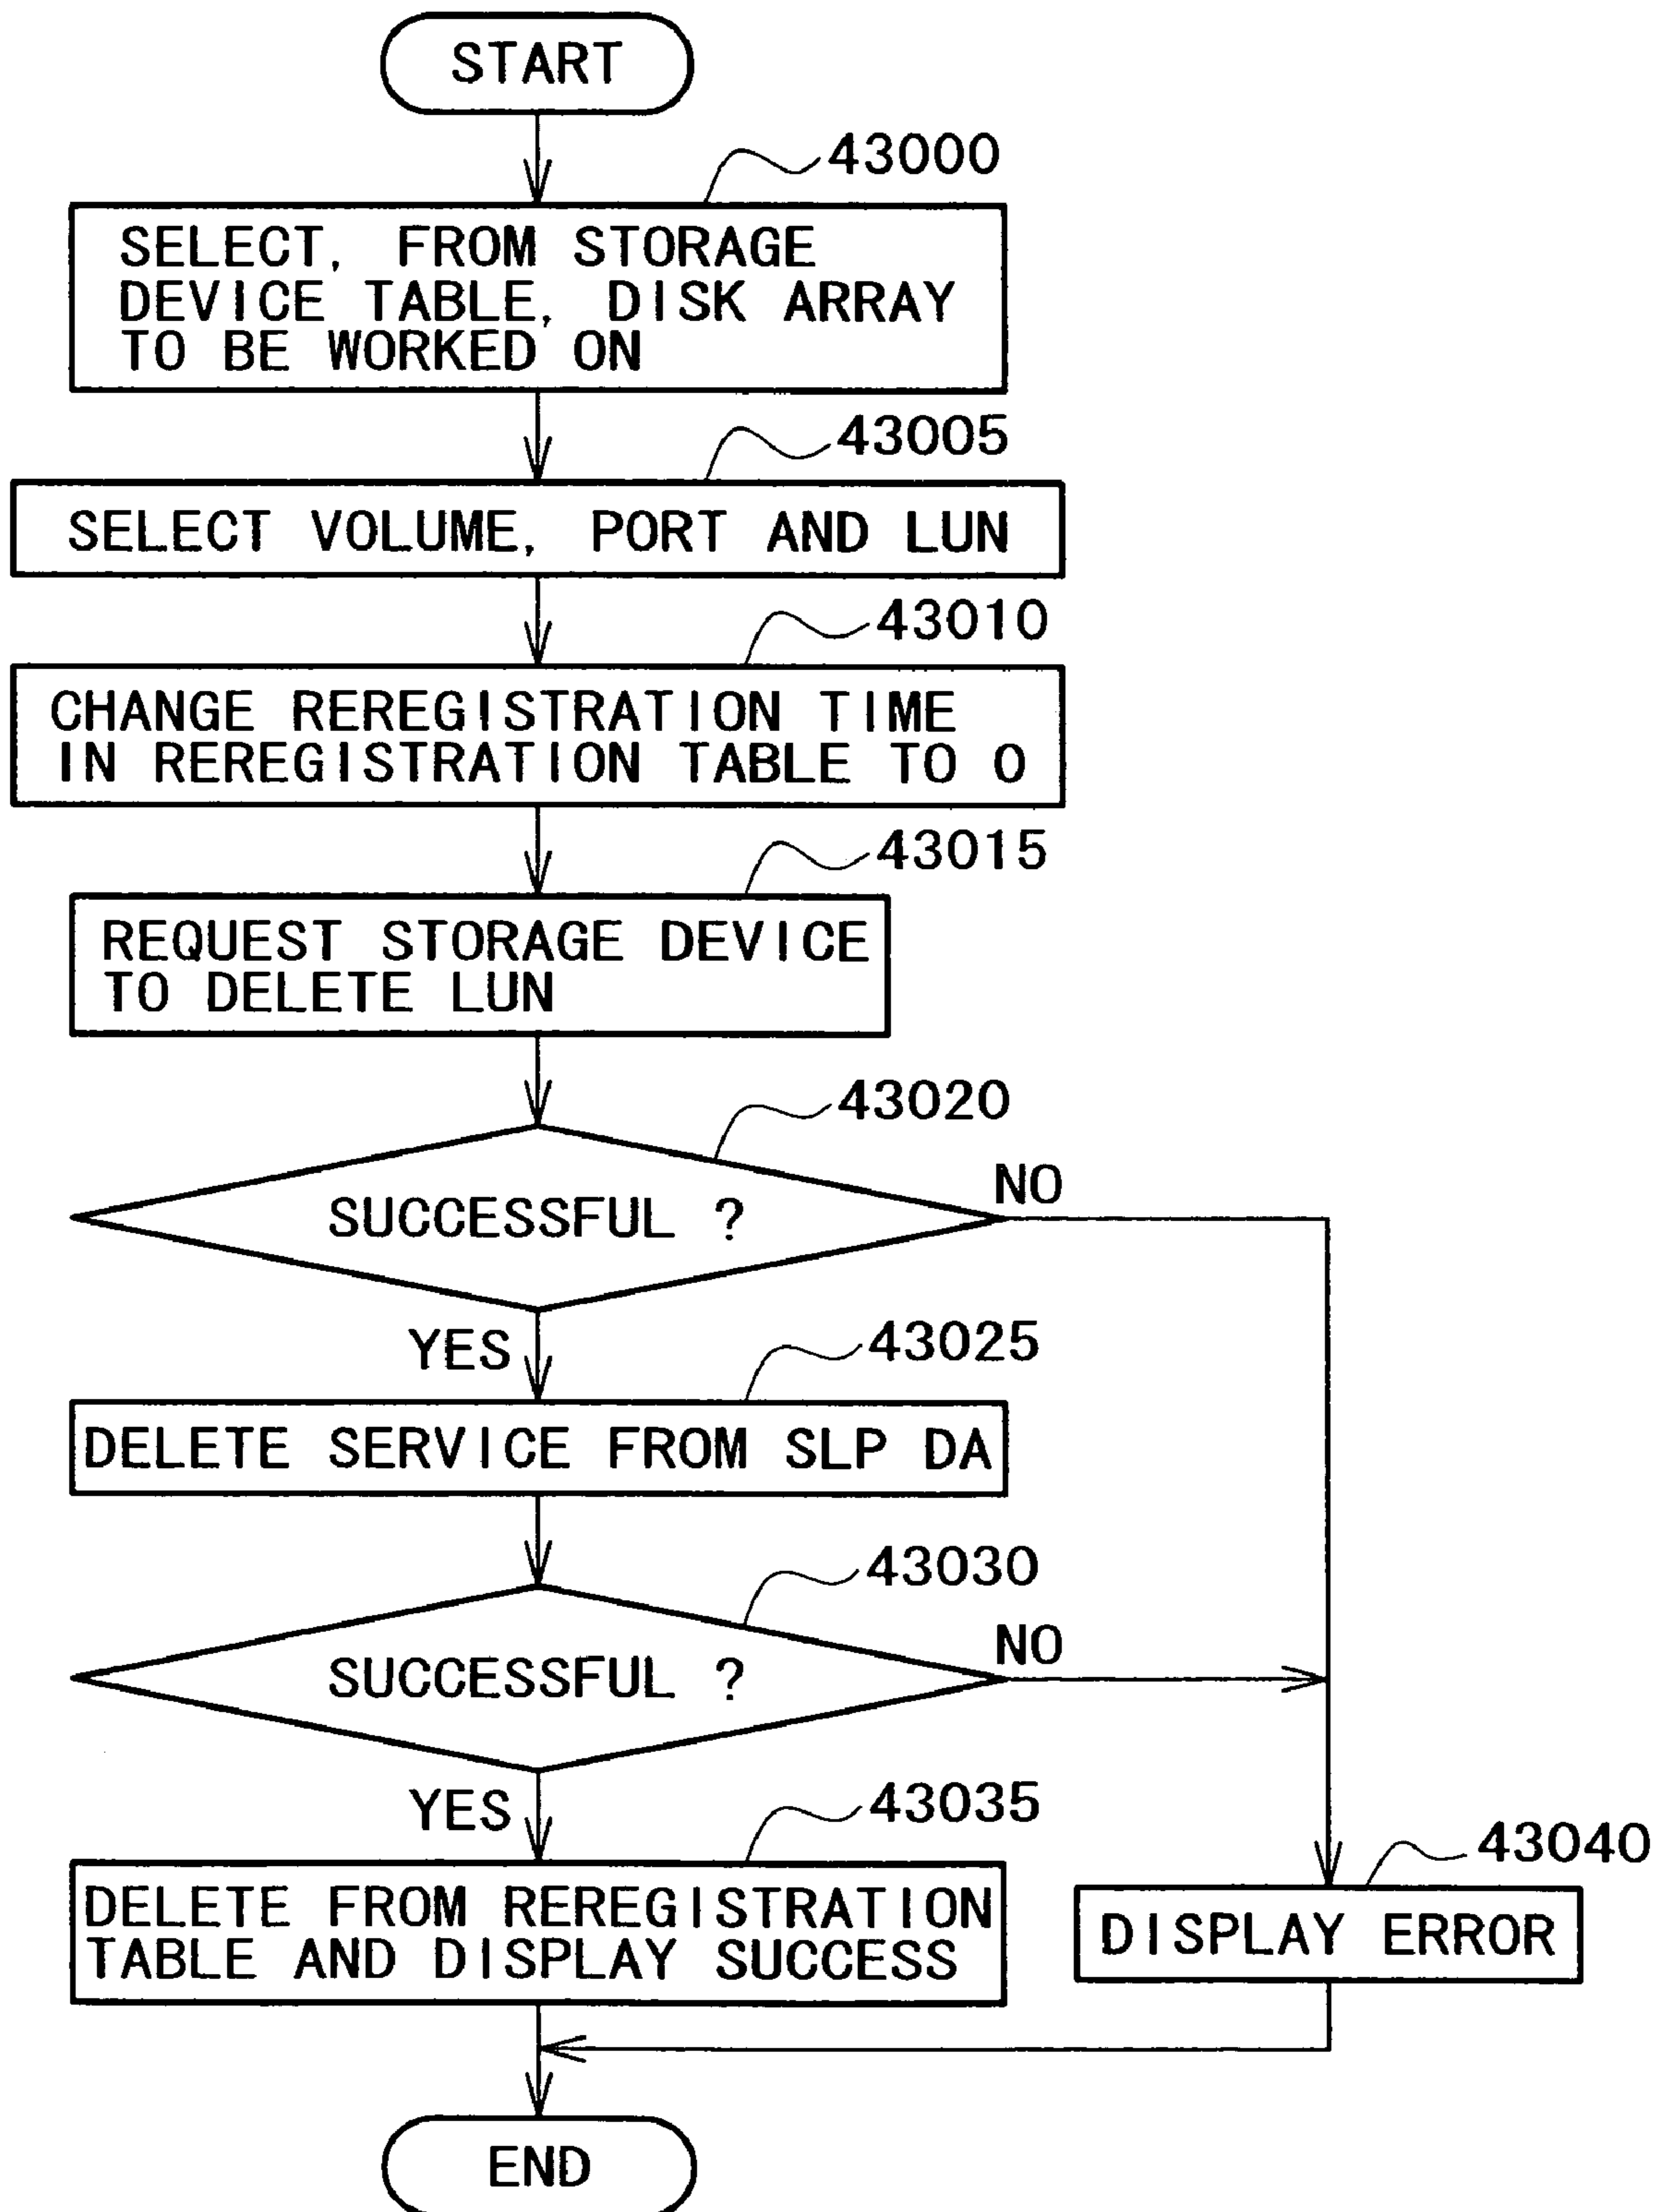 START
43000
SELECT, FROM STORAGE
DEVICE TABLE, DISK ARRAY
TO BE WORKED ON
43005
SELECT VOLUME, PORT AND LUN
43010
CHANGE REREGISTRATION TIME
IN REREGISTRATION TABLE TO 0
43015
REQUEST STORAGE DEVICE
TO DELETE LUN
43020
SUCCESSFUL ?
NO
YES
43025
DELETE SERVICE FROM SLP DA
43030
SUCCESSFUL ?
NO
YES
43035
DELETE FROM REREGISTRATION
TABLE AND DISPLAY SUCCESS
43040
DISPLAY ERROR
END